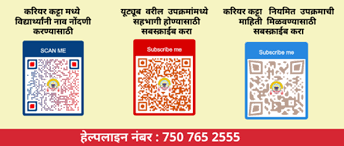 करियर कट्टा मध्ये
विद्यार्थ्यांनी नाव नोंदणी
करण्यासाठी
SCAN ME
यूट्यूब वरील उपक्रमांमध्ये
सहभागी होण्यासाठी
सबस्क्राईब करा
Subscribe me
करियर कट्टा नियमित उपक्रमाची
माहिती मिळवण्यासाठी
सबस्क्राईब करा
Subscribe me
हेल्पलाइन नंबर : 750 765 2555